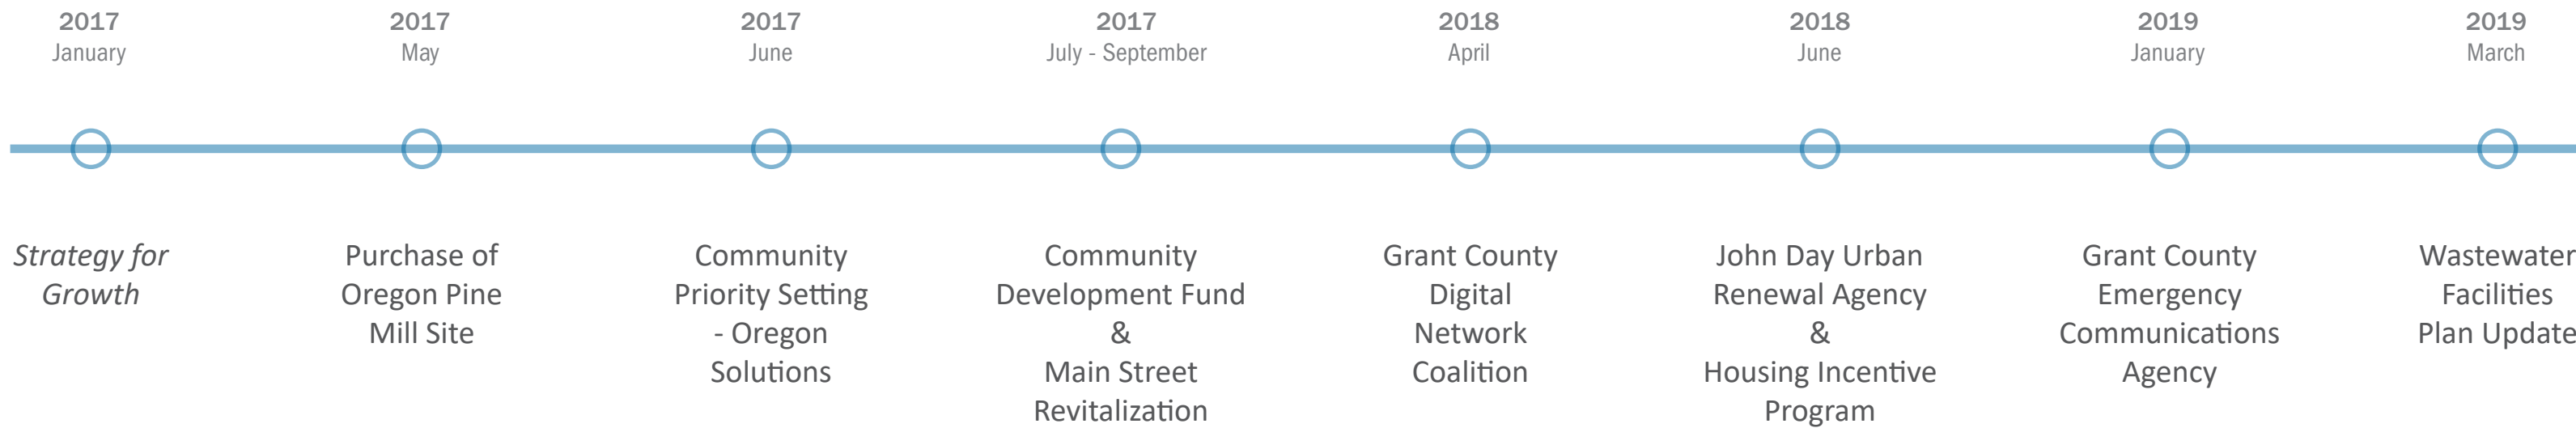 2017
January
2017
May
2017
June
2017
July - September
2018
April
2018
June
2019
January
2019
March
Strategy for
Growth
Purchase of
Oregon Pine
Mill Site
Community
Priority Setting
- Oregon
Solutions
Community
Development Fund
&
Main Street
Revitalization
Grant County
Digital
Network
Coalition
John Day Urban
Renewal Agency
&
Housing Incentive
Program
Grant County
Emergency
Communications
Agency
Wastewater
Facilities
Plan Update